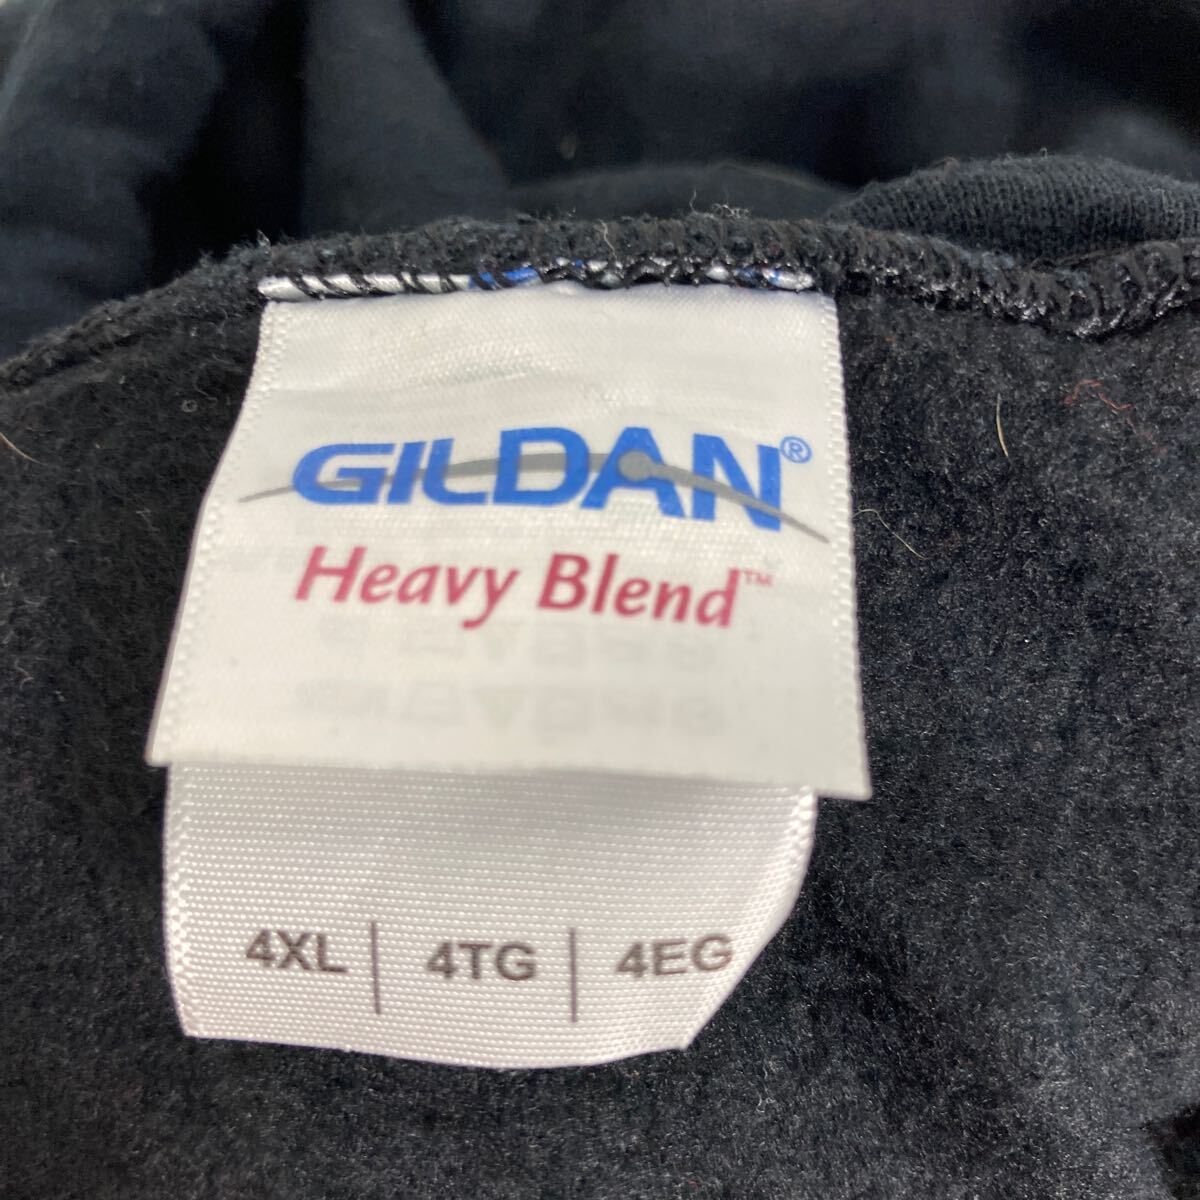 GILDAN®
Heavy Blend™
4XL | 4TG | 4EG